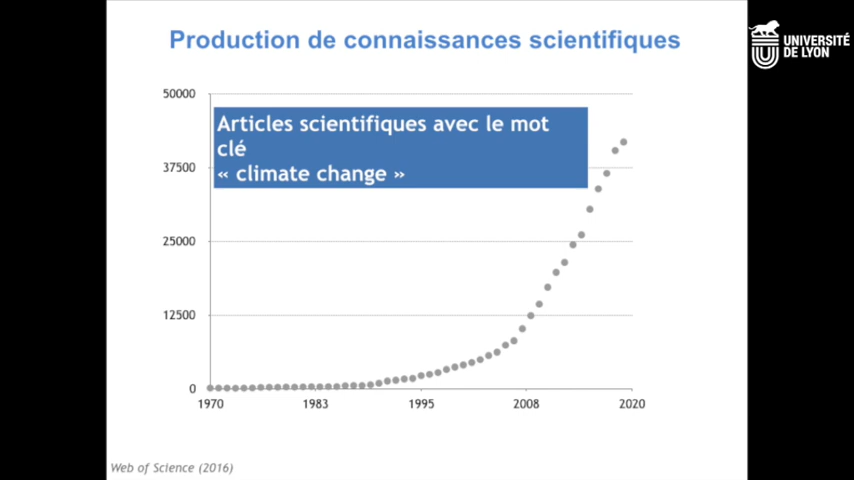 Production de connaissances scientifiques
UNIVERSITÉ
DE LYON
50000
Articles scientifiques avec le mot
clé
« climate change »
37500
25000
12500
0
1970
1983
1995
2008
2020
Web of Science (2016)